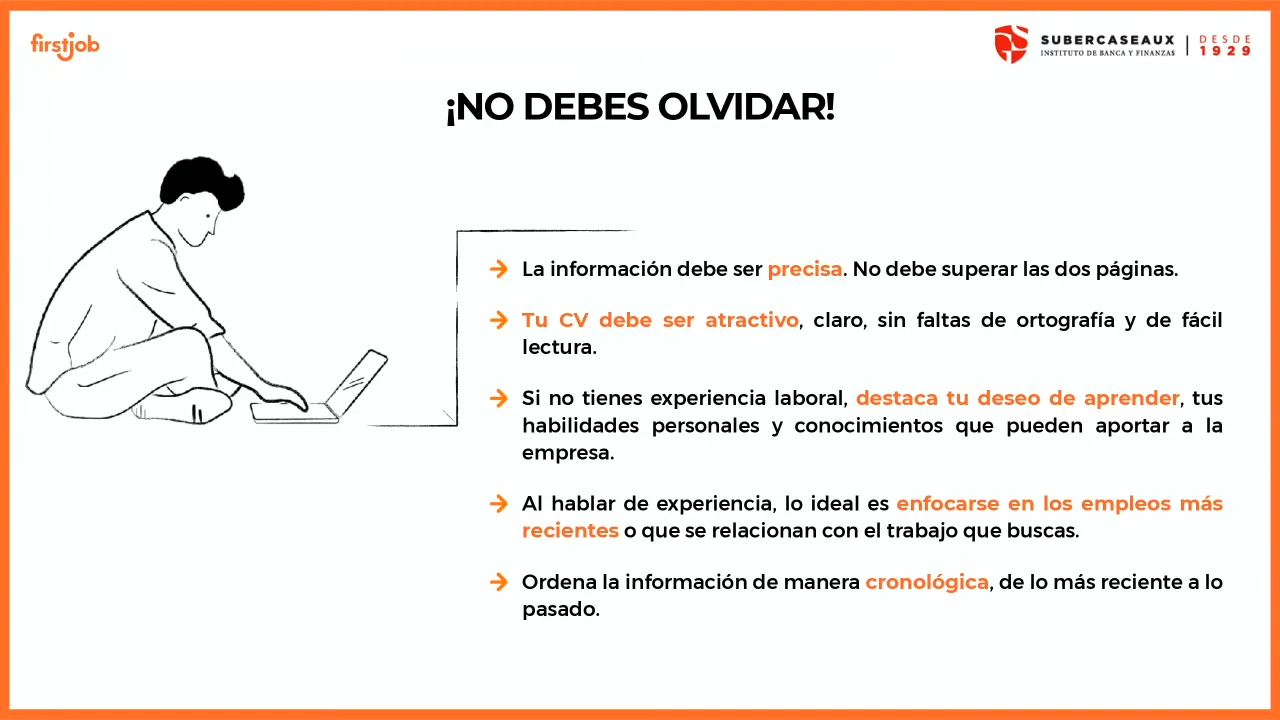 firstjob
SUBERCASEAUX
INSTITUTO DE BANCA Y FINANZAS
DESDE
1929
¡NO DEBES OLVIDAR!
La información debe ser precisa. No debe superar las dos páginas.
Tu CV debe ser atractivo, claro, sin faltas de ortografía y de fácil
lectura.
Si no tienes experiencia laboral, destaca tu deseo de aprender, tus
habilidades personales y conocimientos que pueden aportar a la
empresa.
Al hablar de experiencia, lo ideal es enfocarse en los empleos más
recientes o que se relacionan con el trabajo que buscas.
Ordena la información de manera cronológica, de lo más reciente a lo
pasado.